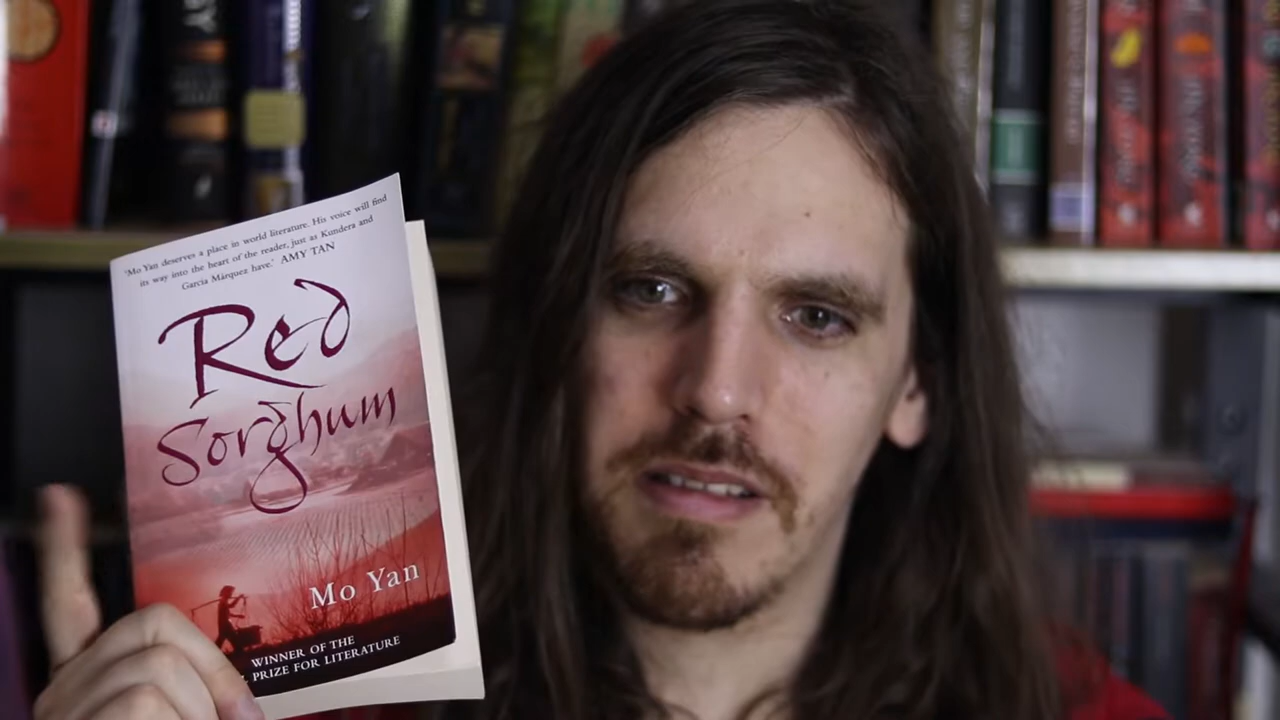 'Mo Yan deserves a place in world literature. His voice will find
its way into the heart of the reader, just as Kundera and
García Márquez have.' AMY TAN
Red
Sorghum
Mo Yan
WINNER OF THE
L PRIZE FOR LITERATURE